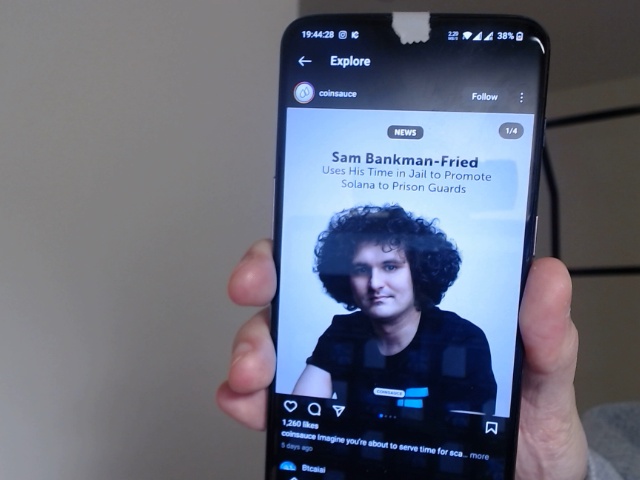 19:44:28
38%
Explore
coinsauce
Follow
NEWS
1/4
Sam Bankman-Fried
Uses His Time in Jail to Promote
Solana to Prison Guards
COINSAUCE
1,260 likes
coinsauce Imagine you're about to serve time for sca... more
5 days ago
Btcaisi